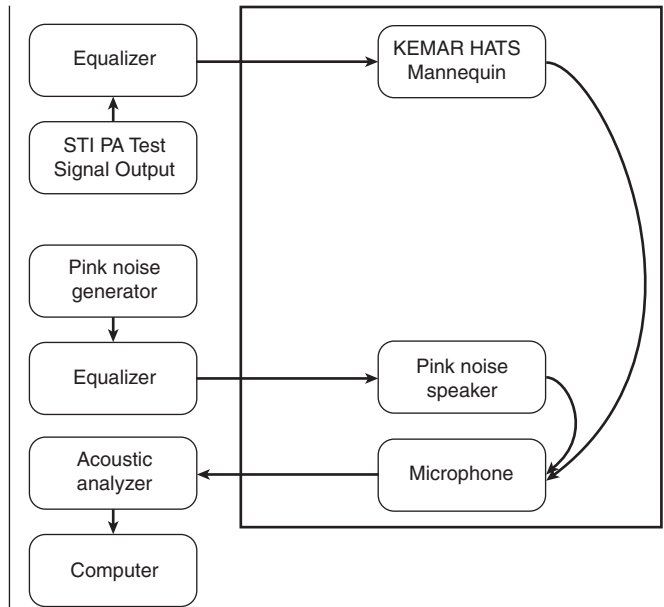 Equalizer
KEMAR HATS
Mannequin
STI PA Test
Signal Output
Pink noise
generator
Equalizer
Pink noise
speaker
Acoustic
analyzer
Microphone
Computer